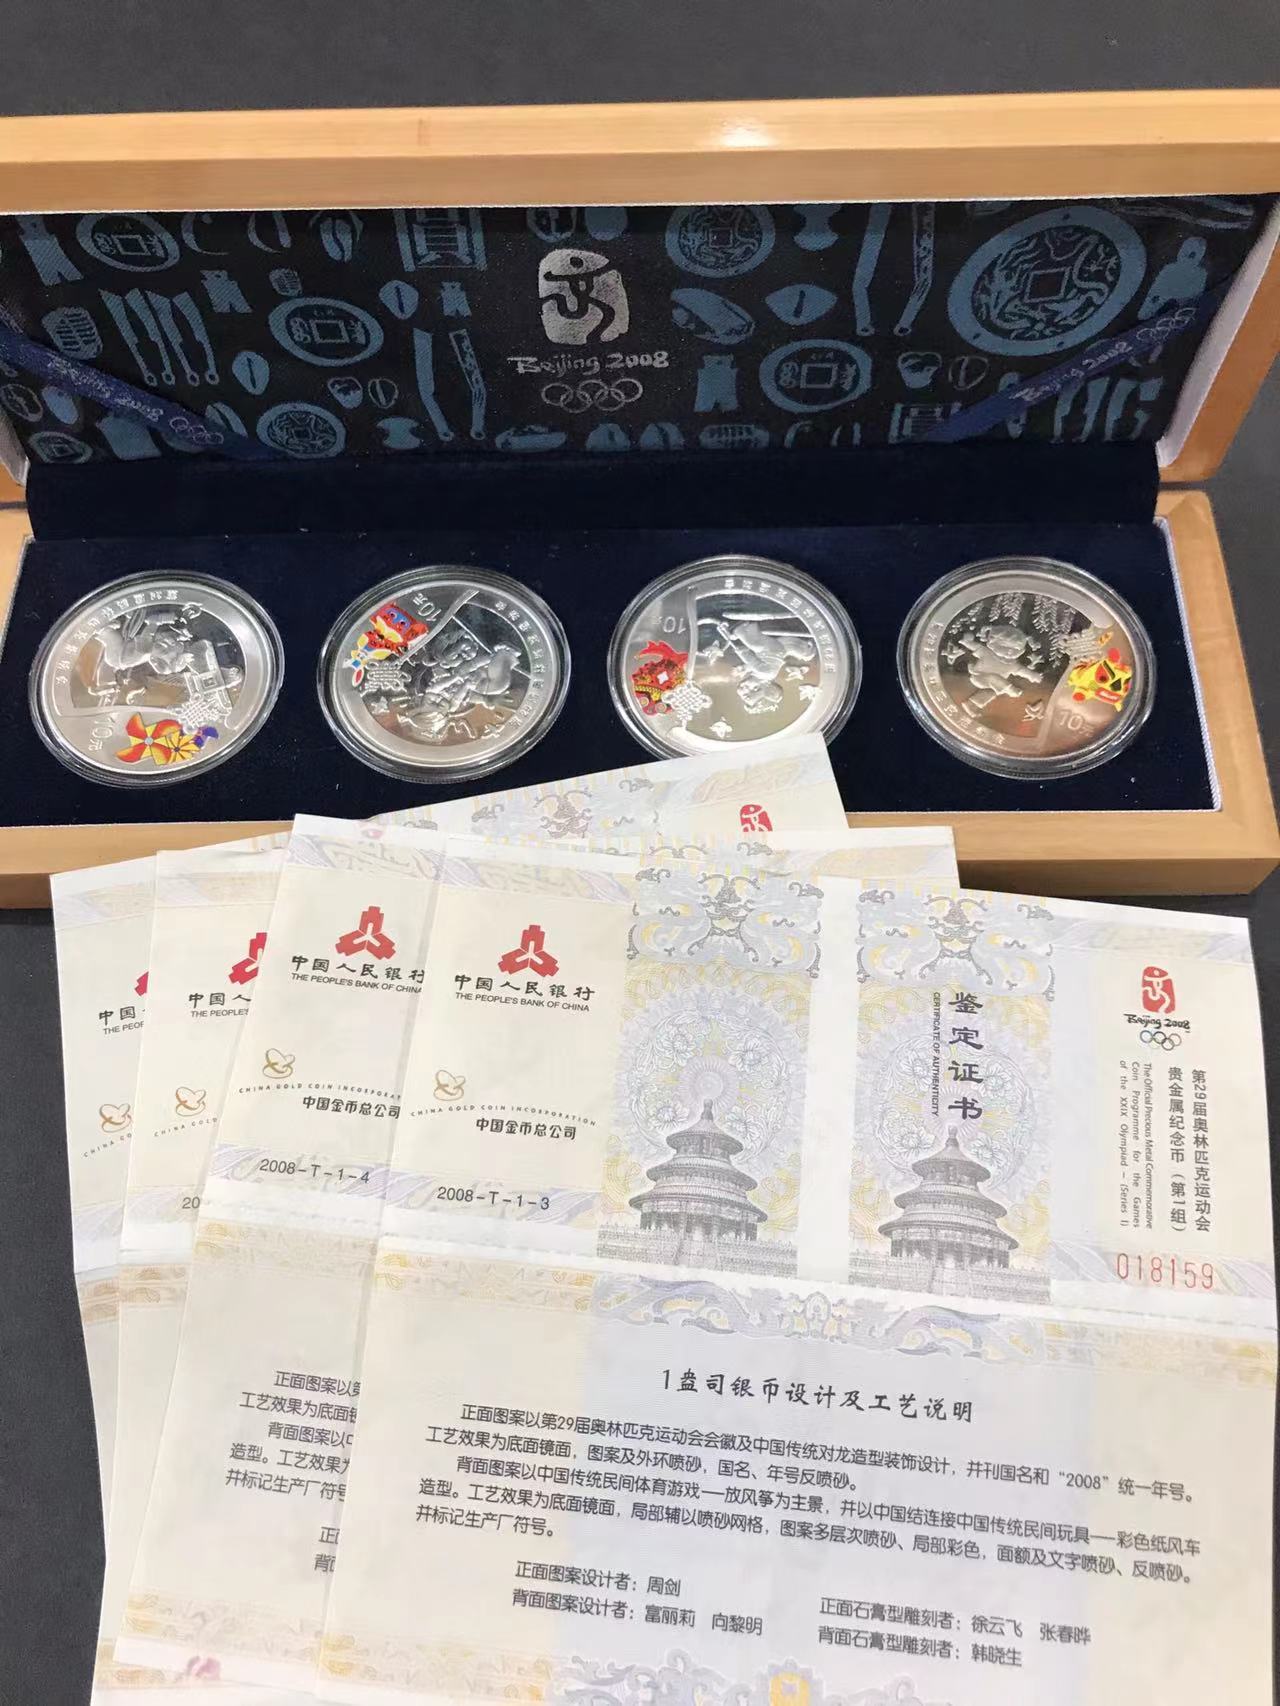 Beijing 2008
Beijing 2008
Beijing 2008
10元
10元
10
10元
中国人民银行
THE PEOPLE'S BANK OF CHINA
中国金币总公司
2008-T-1-4
中国人民银行
THE PEOPLE'S BANK OF CHINA
CHINA GOLD COIN INCORPORATION
中国金币总公司
2008-T-1-3
鉴定证书
CERTIFICATE OF AUTHENTICITY
Beijing 2008
第29届奥林匹克运动会
贵金属纪念币（第1组）
The Official Precious Metal Commemorative
Coin Programme for the Games
of the XXIX Olympiad – (Series I)
018159
1盎司银币设计及工艺说明
正面图案以第29届奥林匹克运动会会徽及中国传统对龙造型装饰设计，并刊国名和“2008”统一年号。
工艺效果为底面镜面，图案及外环喷砂，国名、年号反喷砂。
背面图案以中国传统民间体育游戏——放风筝为主景，并以中国结连接中国传统民间玩具——彩色纸风车
造型。工艺效果为底面镜面，局部辅以喷砂网格，图案多层次喷砂、局部彩色，面额及文字喷砂、反喷砂。
并标记生产厂符号。
正面图案设计者：周剑
背面图案设计者：富丽莉 向黎明
正面石膏型雕刻者：徐云飞 张春晔
背面石膏型雕刻者：韩晓生